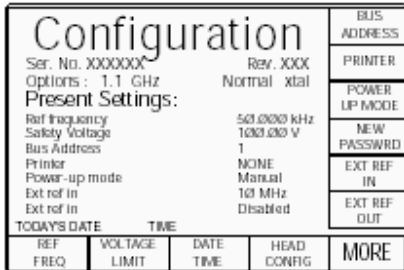 Configuration
Ser. No. XXXXXX Rev. XXX
Options : 1.1 GHz Normal xtal
Present Settings:
Ref frequency 50.000 kHz
Safety Voltage 100.00 V
Bus Address 1
Printer NONE
Power-up mode Manual
Ext ref in 10 MHz
Ext ref in Disabled
TODAY'S DATE TIME
BUS
ADDRESS
PRINTER
POWER
UP MODE
NEW
PASSWRD
EXT REF
IN
EXT REF
OUT
REF
FREQ
VOLTAGE
LIMIT
DATE
TIME
HEAD
CONFIG
MORE